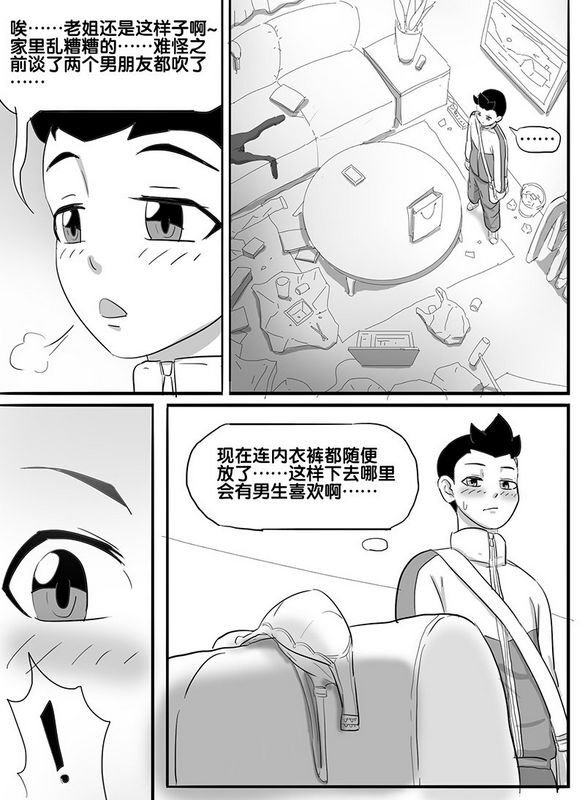 唉……老姐还是这样子啊~
家里乱糟糟的……难怪之
前谈了两个男朋友都吹了
……
……
！
现在连内衣裤都随便
放了……这样下去哪里
会有男生喜欢啊……